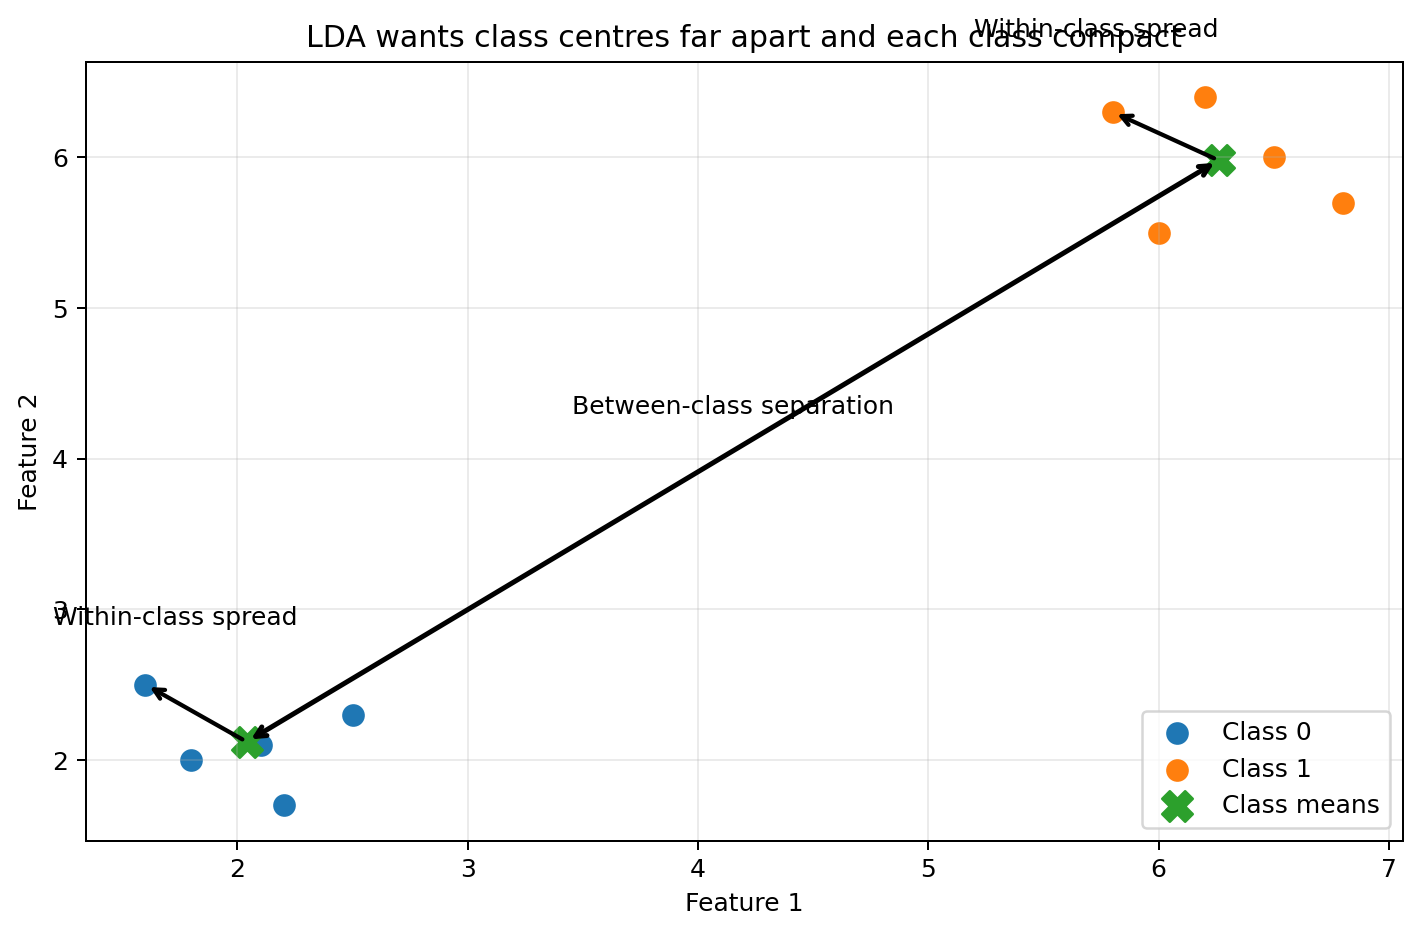 Within-class spread
LDA wants class centres far apart and each class compact
6
5
Between-class separation
4
Feature 2
3
Within-class spread
2
Class 0
Class 1
Class means
2 3 4 5 6 7
Feature 1